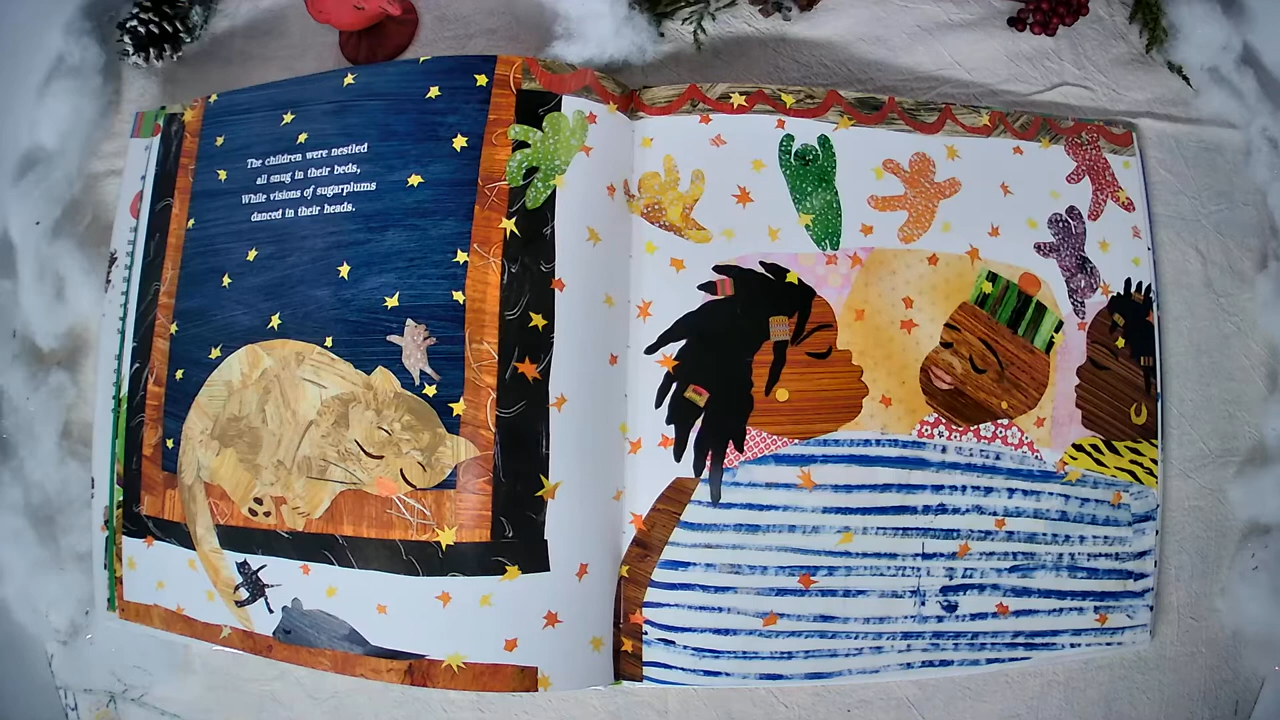 The children were nestled
all snug in their beds,
While visions of sugarplums
danced in their heads.